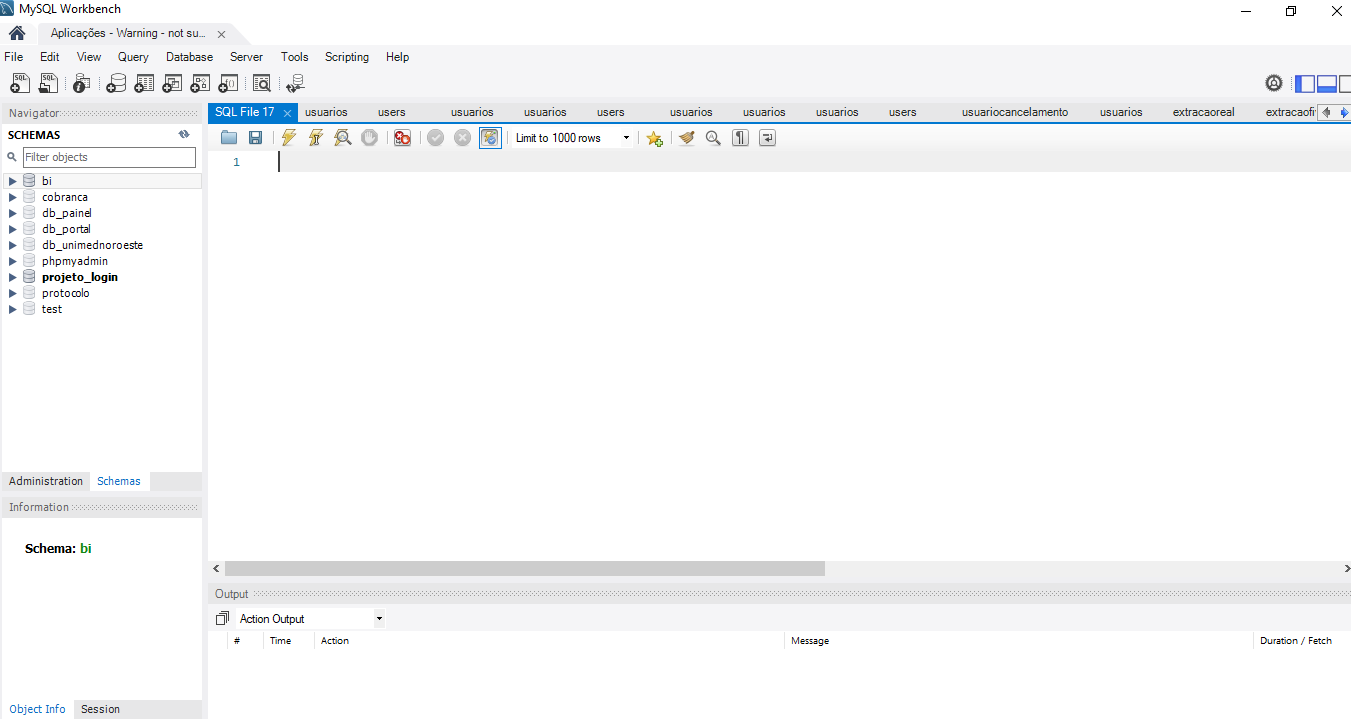 MySQL Workbench
Aplicações - Warning - not su...
File Edit View Query Database Server Tools Scripting Help
Navigator
SCHEMAS
Filter objects
bi
cobranca
db_painel
db_portal
db_unimednoroeste
phpmyadmin
projeto_login
protocolo
test
Administration Schemas
Information
Schema: bi
Object Info Session
SQL File 17 usuarios users usuarios usuarios users usuarios usuarios usuarios users usuariocancelamento usuarios extracaoreal extracaofi
Limit to 1000 rows
1
Output
Action Output
# Time Action Message Duration / Fetch